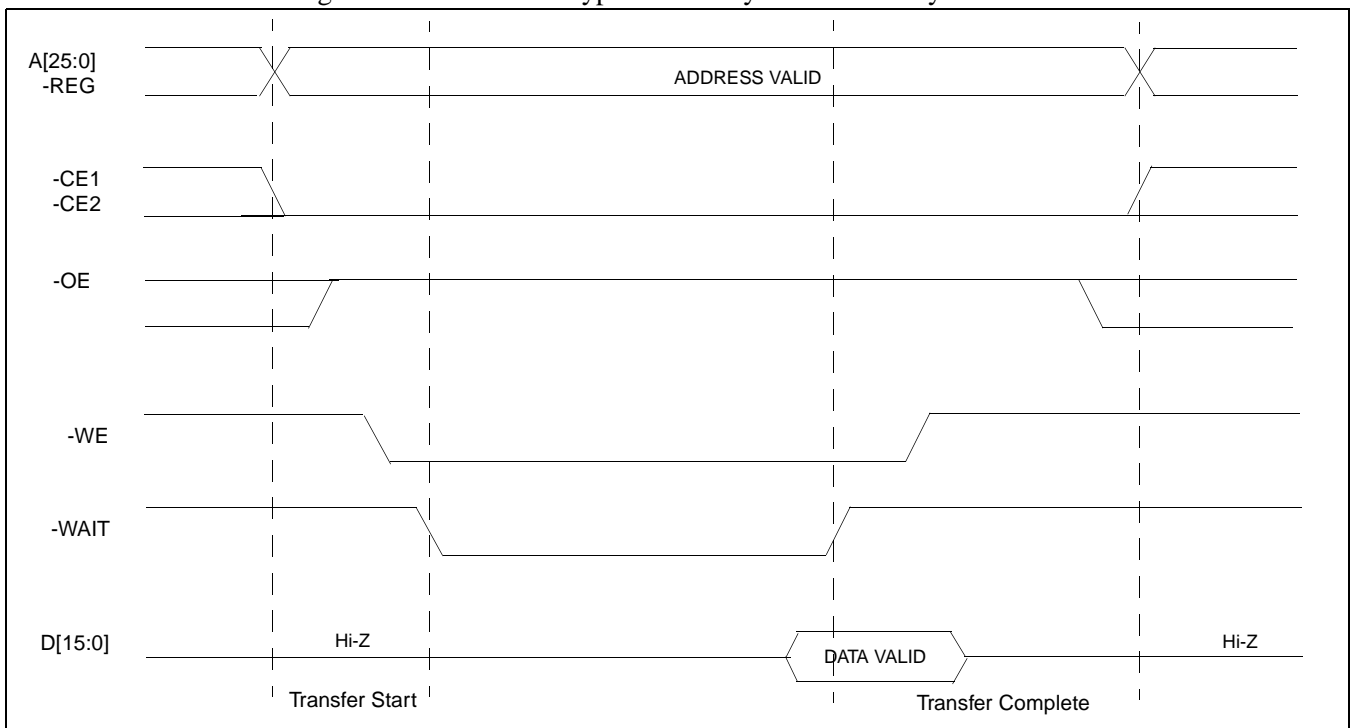 A[25:0]
-REG
ADDRESS VALID
-CE1
-CE2
-OE
-WE
-WAIT
D[15:0]
Hi-Z
DATA VALID
Hi-Z
Transfer Start
Transfer Complete